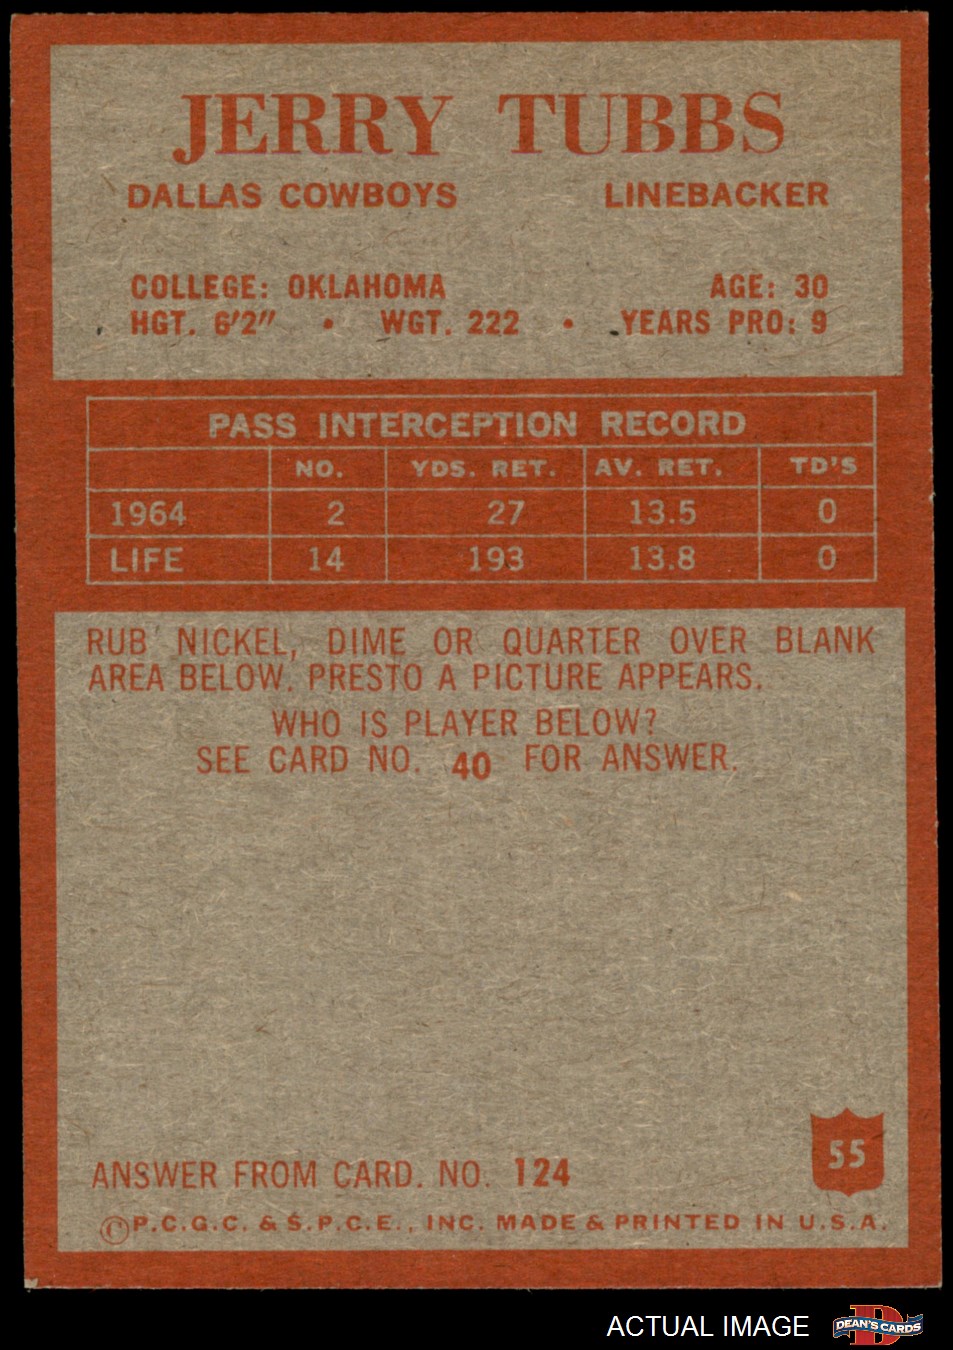 JERRY TUBBS
DALLAS COWBOYS LINEBACKER
COLLEGE: OKLAHOMA AGE: 30
HGT. 6'2" • WGT. 222 • YEARS PRO: 9
PASS INTERCEPTION RECORD
NO. YDS. RET. AV. RET. TD'S
1964 2 27 13.5 0
LIFE 14 193 13.8 0
RUB NICKEL, DIME OR QUARTER OVER BLANK
AREA BELOW. PRESTO A PICTURE APPEARS.
WHO IS PLAYER BELOW?
SEE CARD NO. 40 FOR ANSWER.
55
ANSWER FROM CARD. NO. 124
©P.C.G.C. & S.P.C.E., INC. MADE & PRINTED IN U.S.A.
ACTUAL IMAGE
D
DEAN'S CARDS